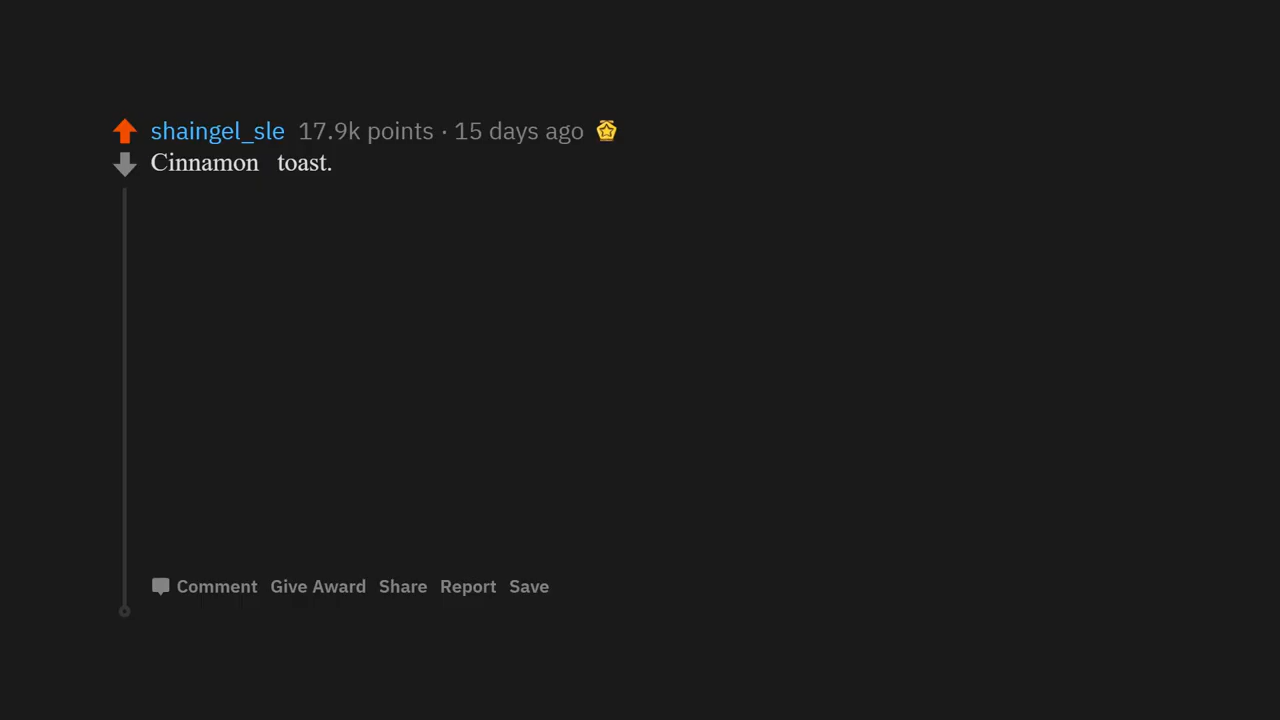 shaingel_sle 17.9k points · 15 days ago
Cinnamon toast.
Comment Give Award Share Report Save